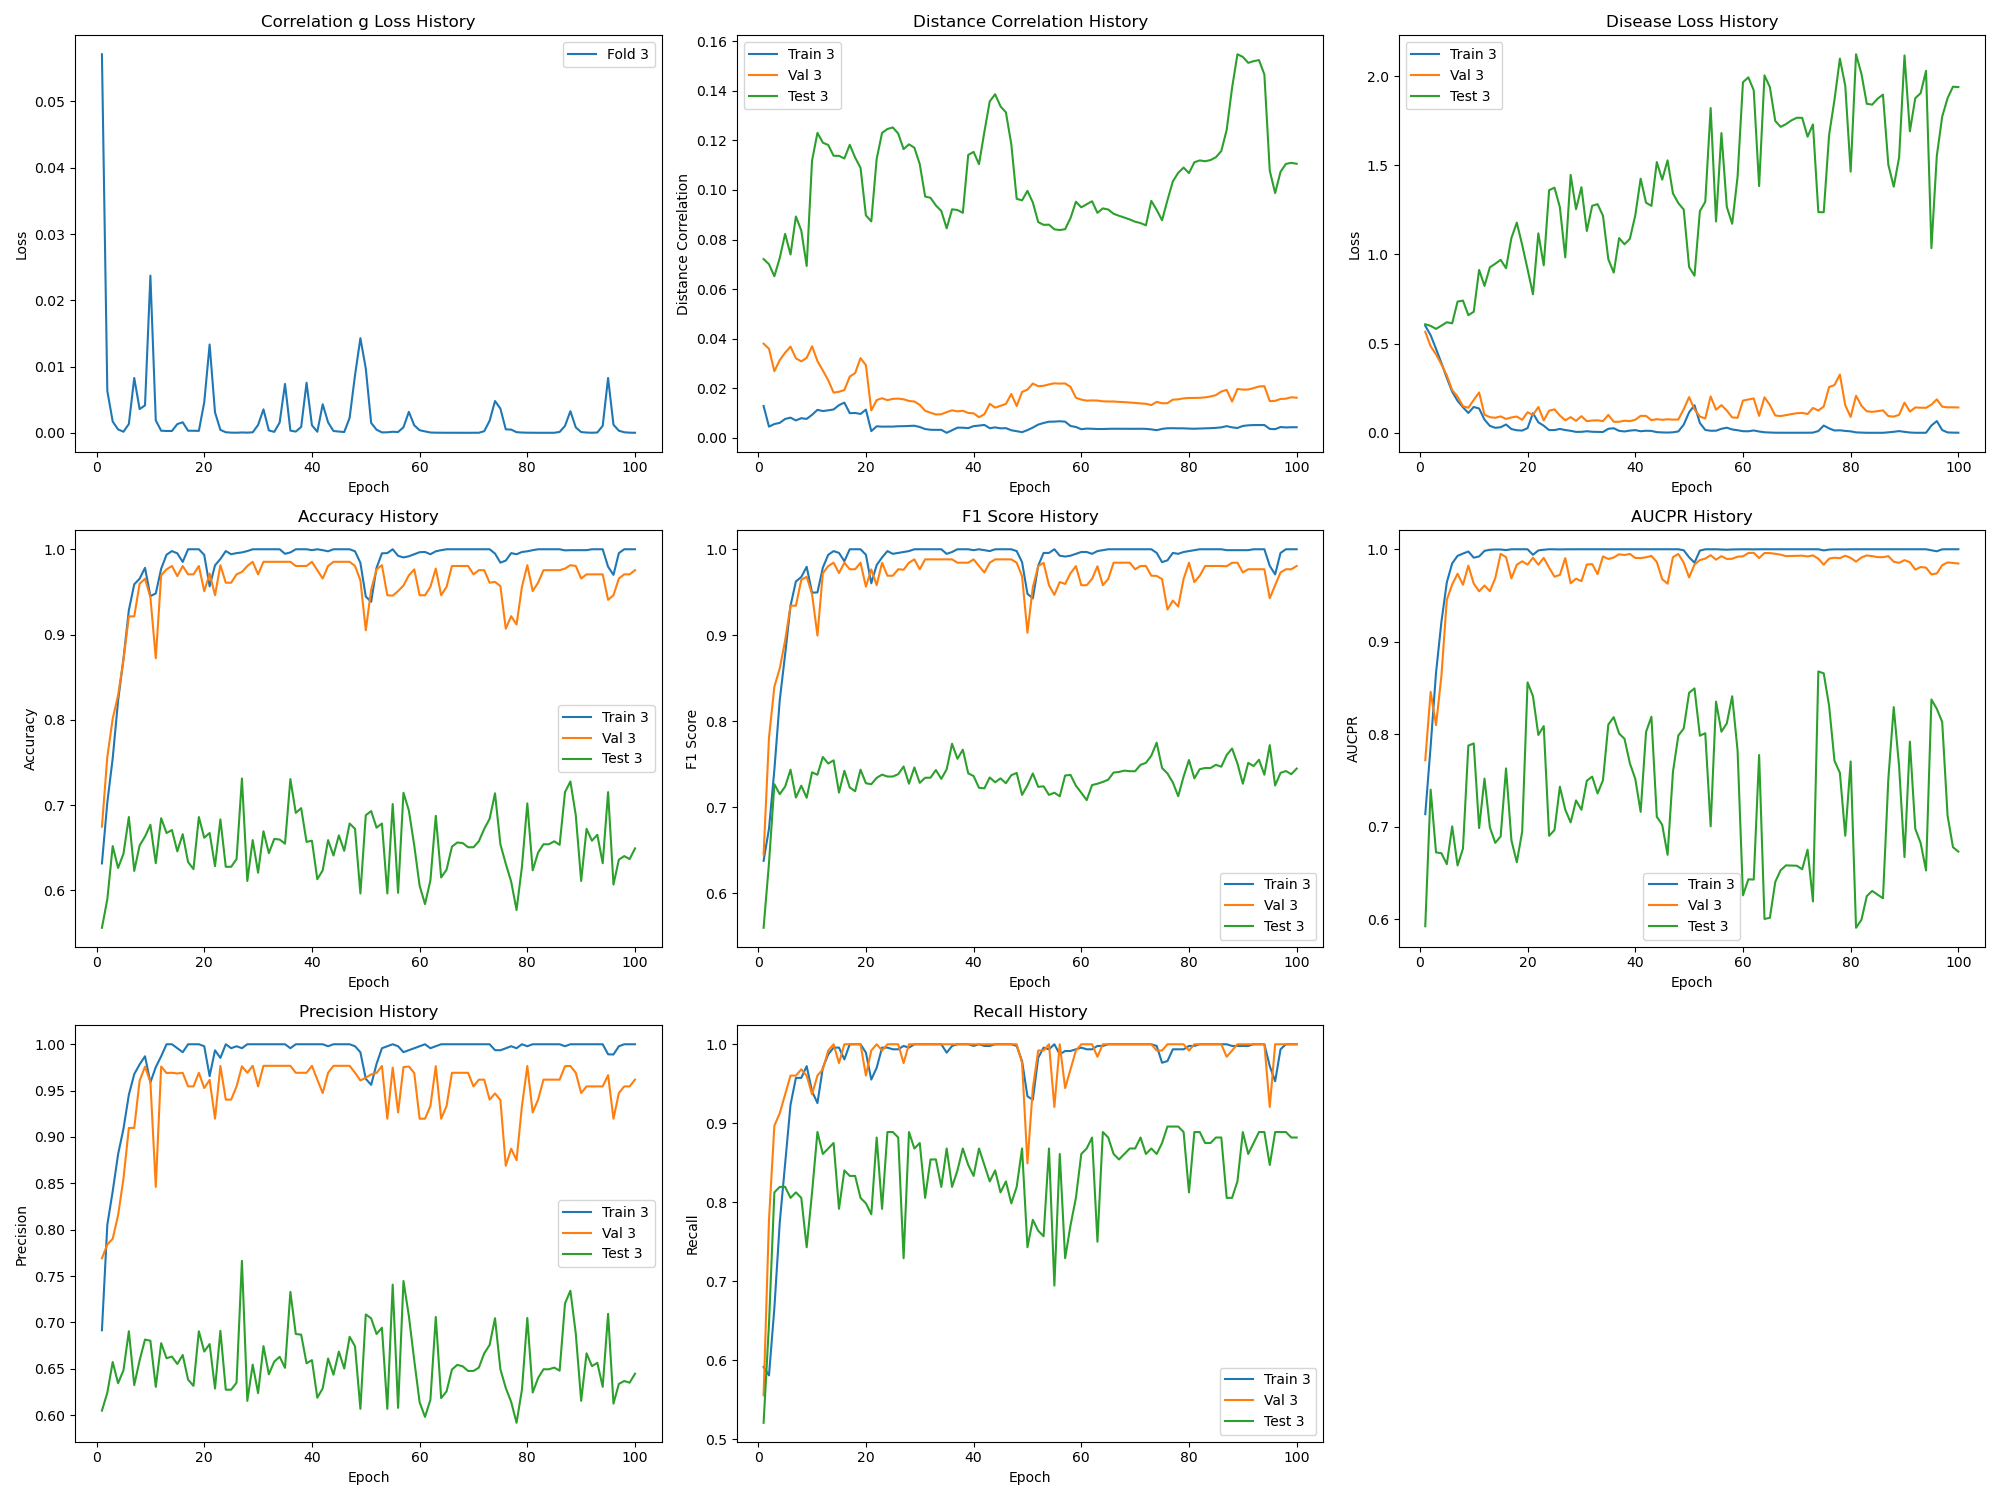 Correlation g Loss History
Loss
0.05
0.04
0.03
0.02
0.01
0.00
Fold 3
0 20 40 60 80 100
Epoch
Distance Correlation History
Distance Correlation
0.16
0.14
0.12
0.10
0.08
0.06
0.04
0.02
0.00
Train 3
Val 3
Test 3
0 20 40 60 80 100
Epoch
Disease Loss History
Loss
2.0
1.5
1.0
0.5
0.0
Train 3
Val 3
Test 3
0 20 40 60 80 100
Epoch
Accuracy History
Accuracy
1.0
0.9
0.8
0.7
0.6
Train 3
Val 3
Test 3
0 20 40 60 80 100
Epoch
F1 Score History
F1 Score
1.0
0.9
0.8
0.7
0.6
Train 3
Val 3
Test 3
0 20 40 60 80 100
Epoch
AUCPR History
AUCPR
1.0
0.9
0.8
0.7
0.6
Train 3
Val 3
Test 3
0 20 40 60 80 100
Epoch
Precision History
Precision
1.00
0.95
0.90
0.85
0.80
0.75
0.70
0.65
0.60
Train 3
Val 3
Test 3
0 20 40 60 80 100
Epoch
Recall History
Recall
1.0
0.9
0.8
0.7
0.6
0.5
Train 3
Val 3
Test 3
0 20 40 60 80 100
Epoch